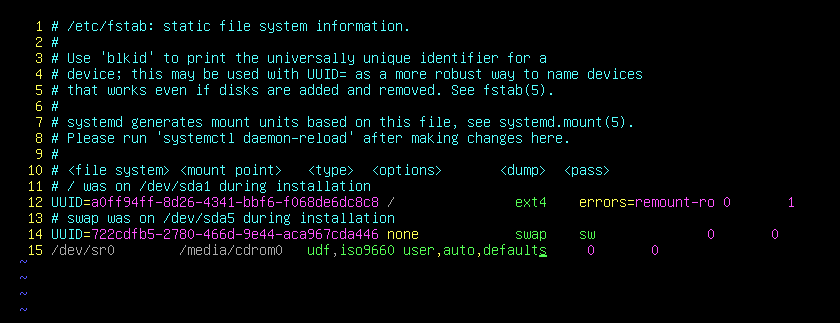 1 # /etc/fstab: static file system information.
2 #
3 # Use 'blkid' to print the universally unique identifier for a
4 # device; this may be used with UUID= as a more robust way to name devices
5 # that works even if disks are added and removed. See fstab(5).
6 #
7 # systemd generates mount units based on this file, see systemd.mount(5).
8 # Please run 'systemctl daemon-reload' after making changes here.
9 #
10 # <file system> <mount point>   <type>  <options>       <dump>  <pass>
11 # / was on /dev/sda1 during installation
12 UUID=a0ff94ff-8d26-4341-bbf6-f068de6dc8c8 /               ext4    errors=remount-ro 0       1
13 # swap was on /dev/sda5 during installation
14 UUID=722cdfb5-2780-466d-9e44-aca967cda446 none            swap    sw              0       0
15 /dev/sr0        /media/cdrom0   udf,iso9660 user,auto,defaults     0       0
~
~
~
~